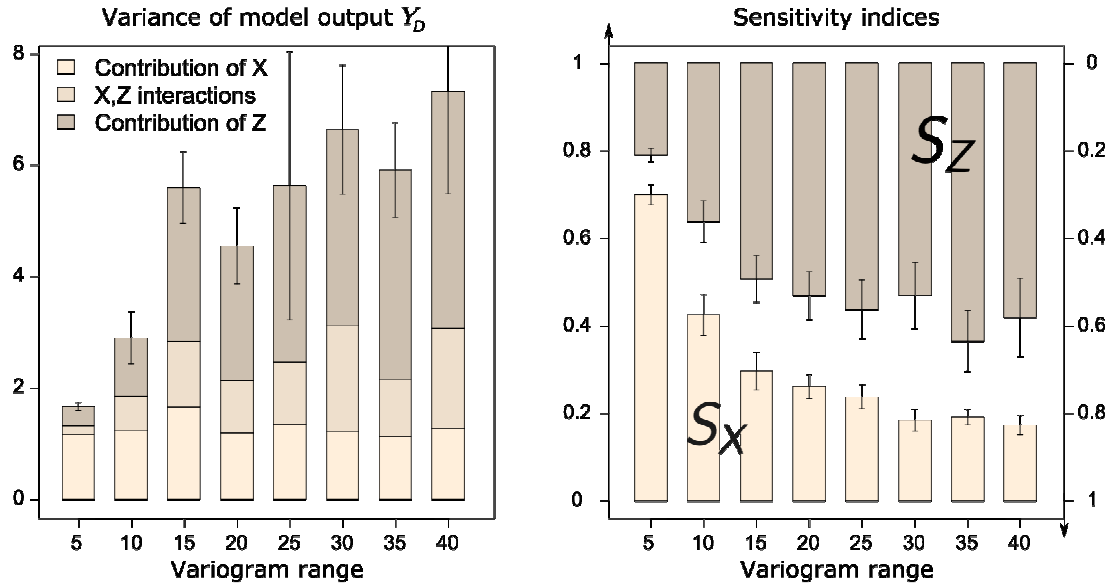 Variance of model output Y_D
8
6
4
2
0
Contribution of X
X,Z interactions
Contribution of Z
5 10 15 20 25 30 35 40
Variogram range
Sensitivity indices
1
0.8
0.6
0.4
0.2
0
S_Z
S_X
0
0.2
0.4
0.6
0.8
1
5 10 15 20 25 30 35 40
Variogram range